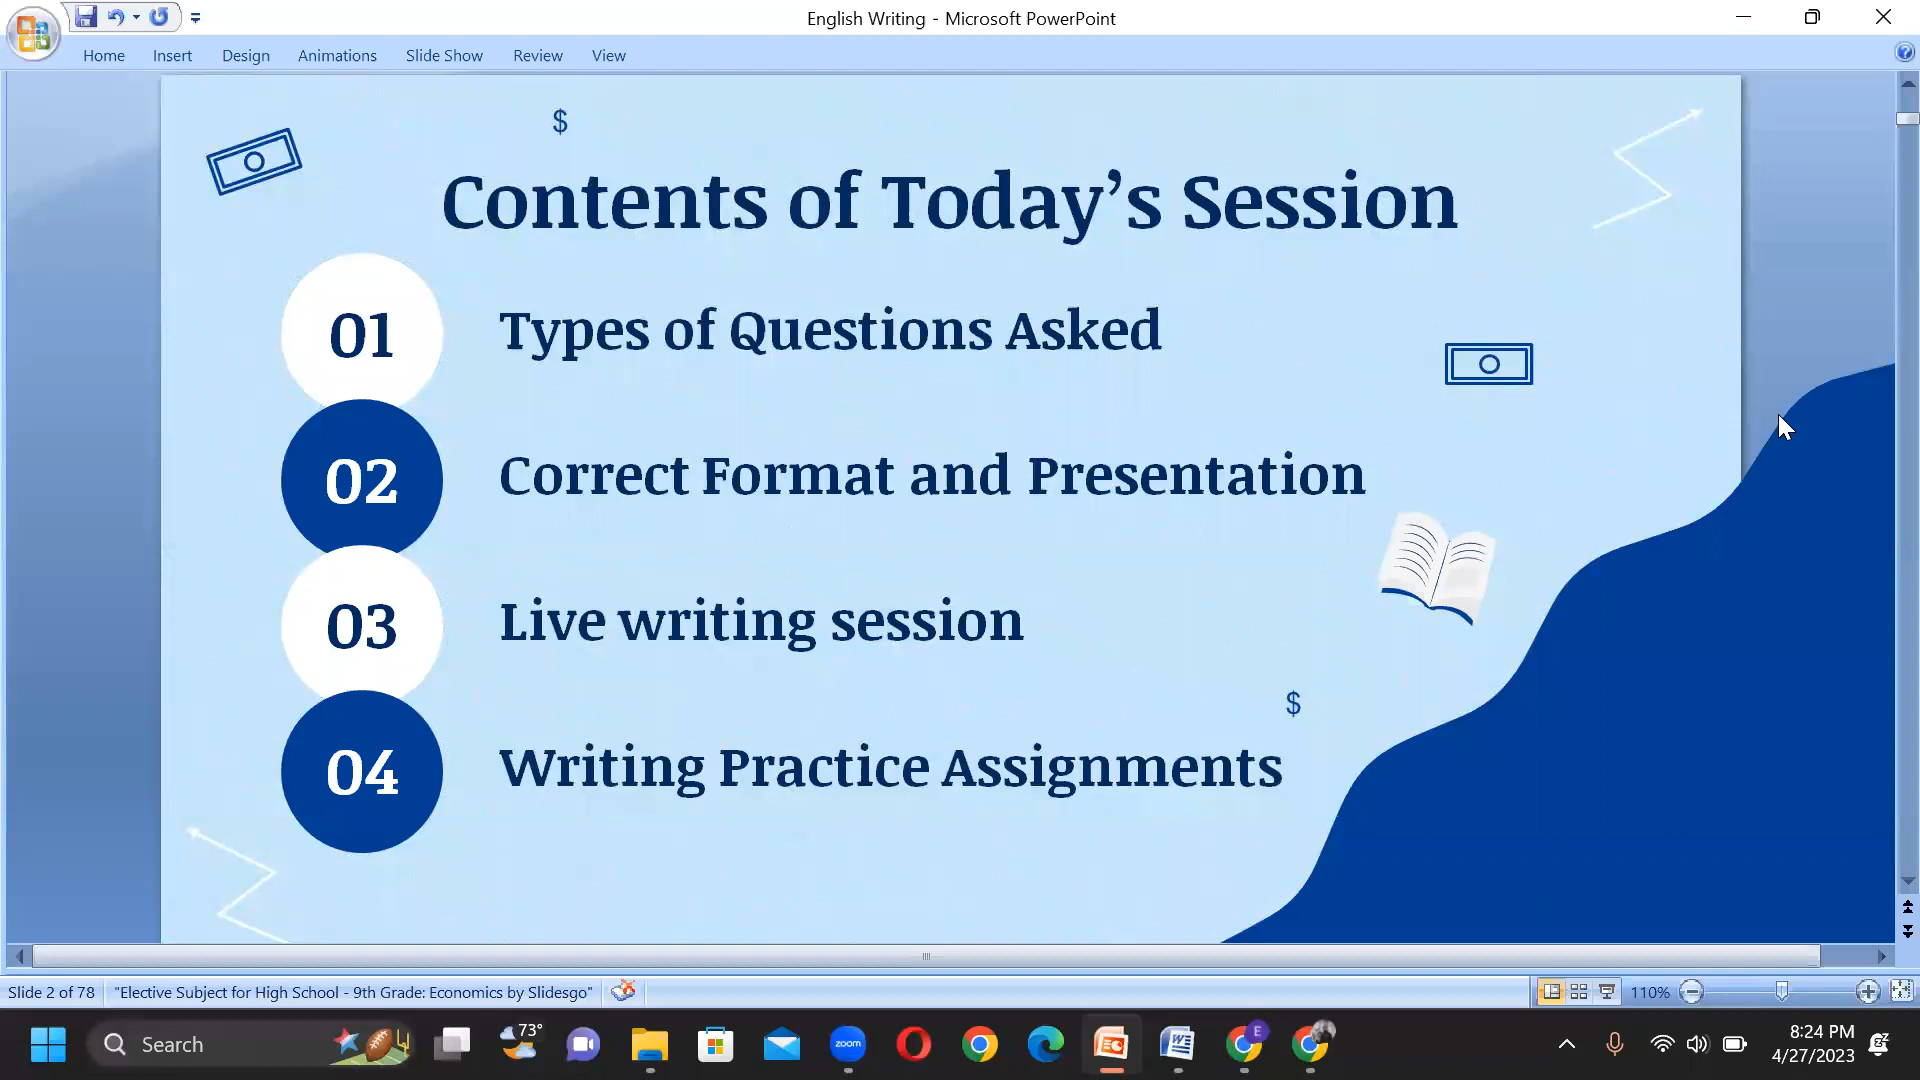 English Writing - Microsoft PowerPoint
Home Insert Design Animations Slide Show Review View
$
Contents of Today’s Session
01 Types of Questions Asked
02 Correct Format and Presentation
03 Live writing session
$
04 Writing Practice Assignments
Slide 2 of 78 "Elective Subject for High School - 9th Grade: Economics by Slidesgo" 110%
Search 73° zoom E 8:24 PM
4/27/2023